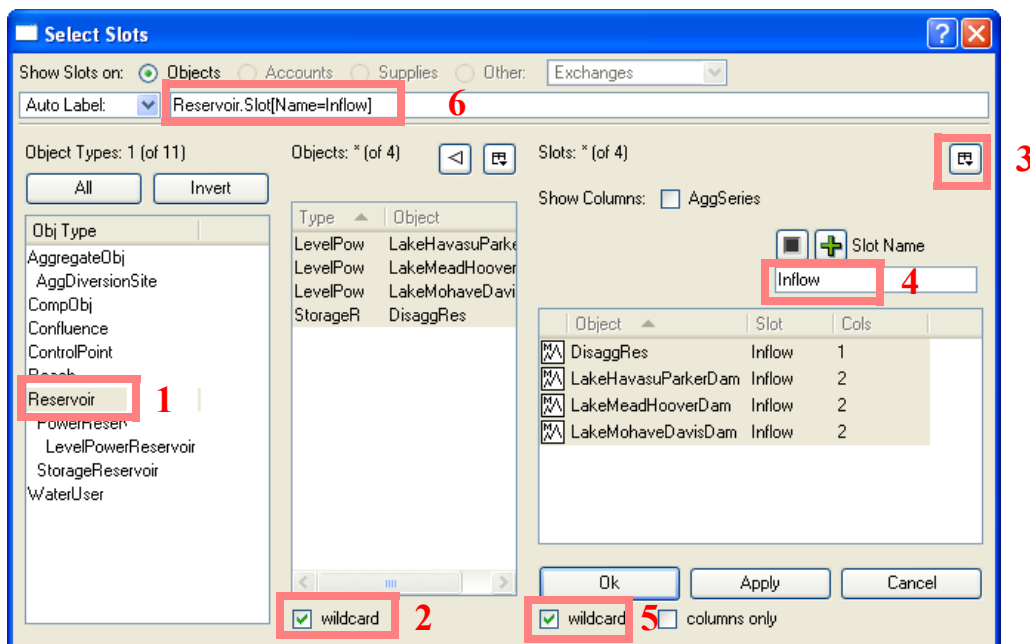 Select Slots
Show Slots on: Objects Accounts Supplies Other: Exchanges
Auto Label: Reservoir.Slot[Name=Inflow] 6
Object Types: 1 (of 11)
All Invert
Obj Type
AggregateObj
AggDiversionSite
CompObj
Confluence
ControlPoint
Reach
Reservoir 1
PowerReserv
LevelPowerReservoir
StorageReservoir
WaterUser
Objects: * (of 4)
Type Object
LevelPow LakeHavasuParke
LevelPow LakeMeadHoover
LevelPow LakeMohaveDavi
StorageR DisaggRes
wildcard 2
Slots: * (of 4)
3
Show Columns: AggSeries
Slot Name
Inflow 4
Object Slot Cols
DisaggRes Inflow 1
LakeHavasuParkerDam Inflow 2
LakeMeadHooverDam Inflow 2
LakeMohaveDavisDam Inflow 2
Ok Apply Cancel
wildcard 5 columns only